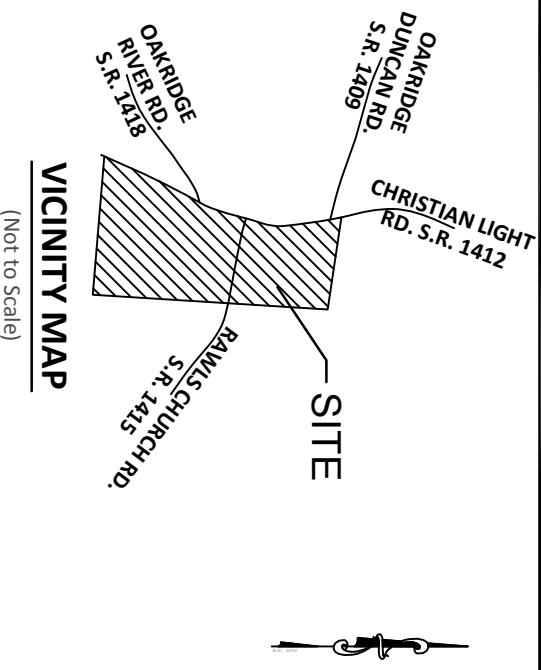 OAKRIDGE
DUNCAN RD.
S.R. 1409
CHRISTIAN LIGHT
RD. S.R. 1412
OAKRIDGE
RIVER RD.
S.R. 1418
SITE
RAWLS CHURCH RD.
S.R. 1415
VICINITY MAP
(Not to Scale)